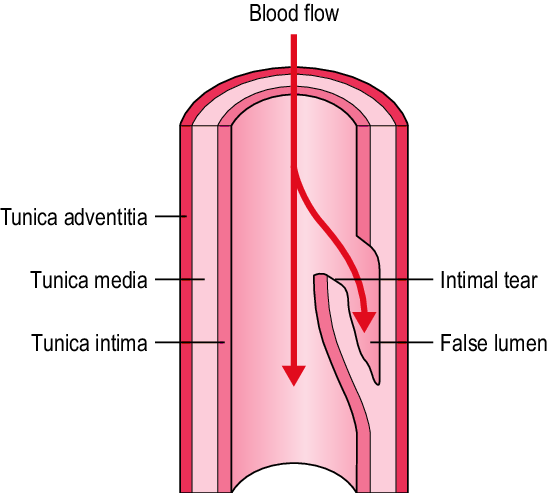 Blood flow
Tunica adventitia
Tunica media
Tunica intima
Intimal tear
False lumen